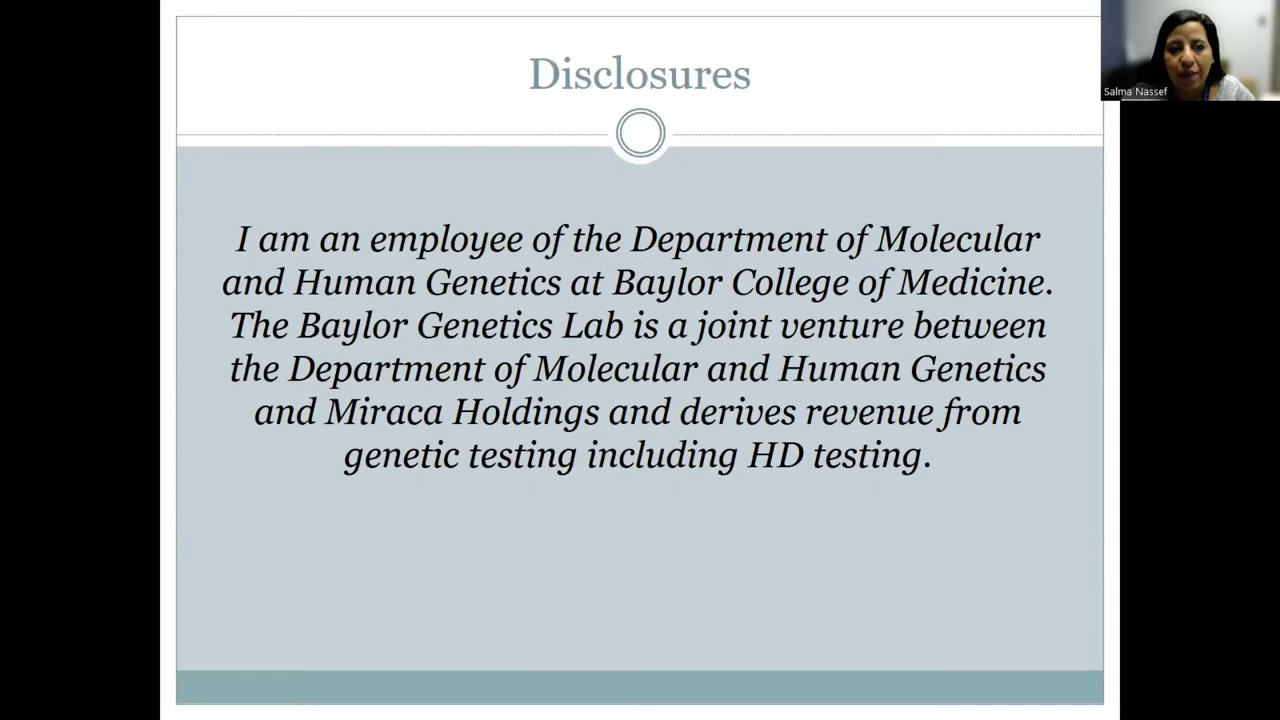 Disclosures
Salma Nassef
I am an employee of the Department of Molecular
and Human Genetics at Baylor College of Medicine.
The Baylor Genetics Lab is a joint venture between
the Department of Molecular and Human Genetics
and Miraca Holdings and derives revenue from
genetic testing including HD testing.